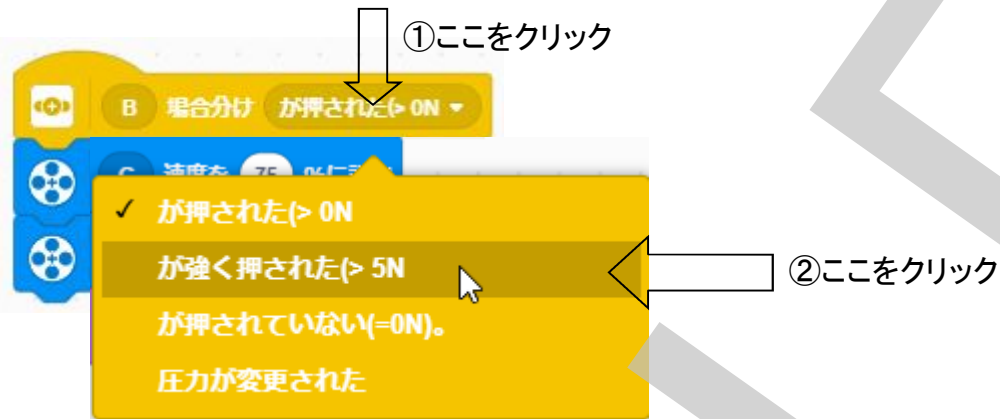 ①ここをクリック
B 場合分け が押された(> 0N
速度を 75
✓ が押された(> 0N
が強く押された(> 5N
②ここをクリック
が押されていない(=0N)。
圧力が変更された